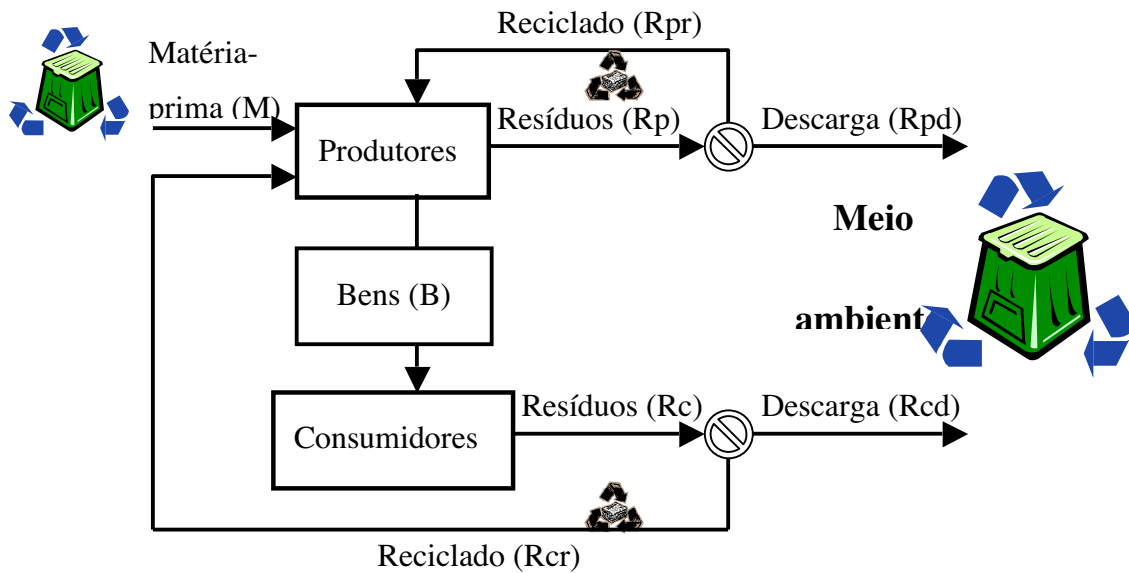 Reciclado (Rpr)
Matéria-
prima (M)
Resíduos (Rp)
Descarga (Rpd)
Produtores
Meio
Bens (B)
ambient
Resíduos (Rc)
Descarga (Rcd)
Consumidores
Reciclado (Rcr)